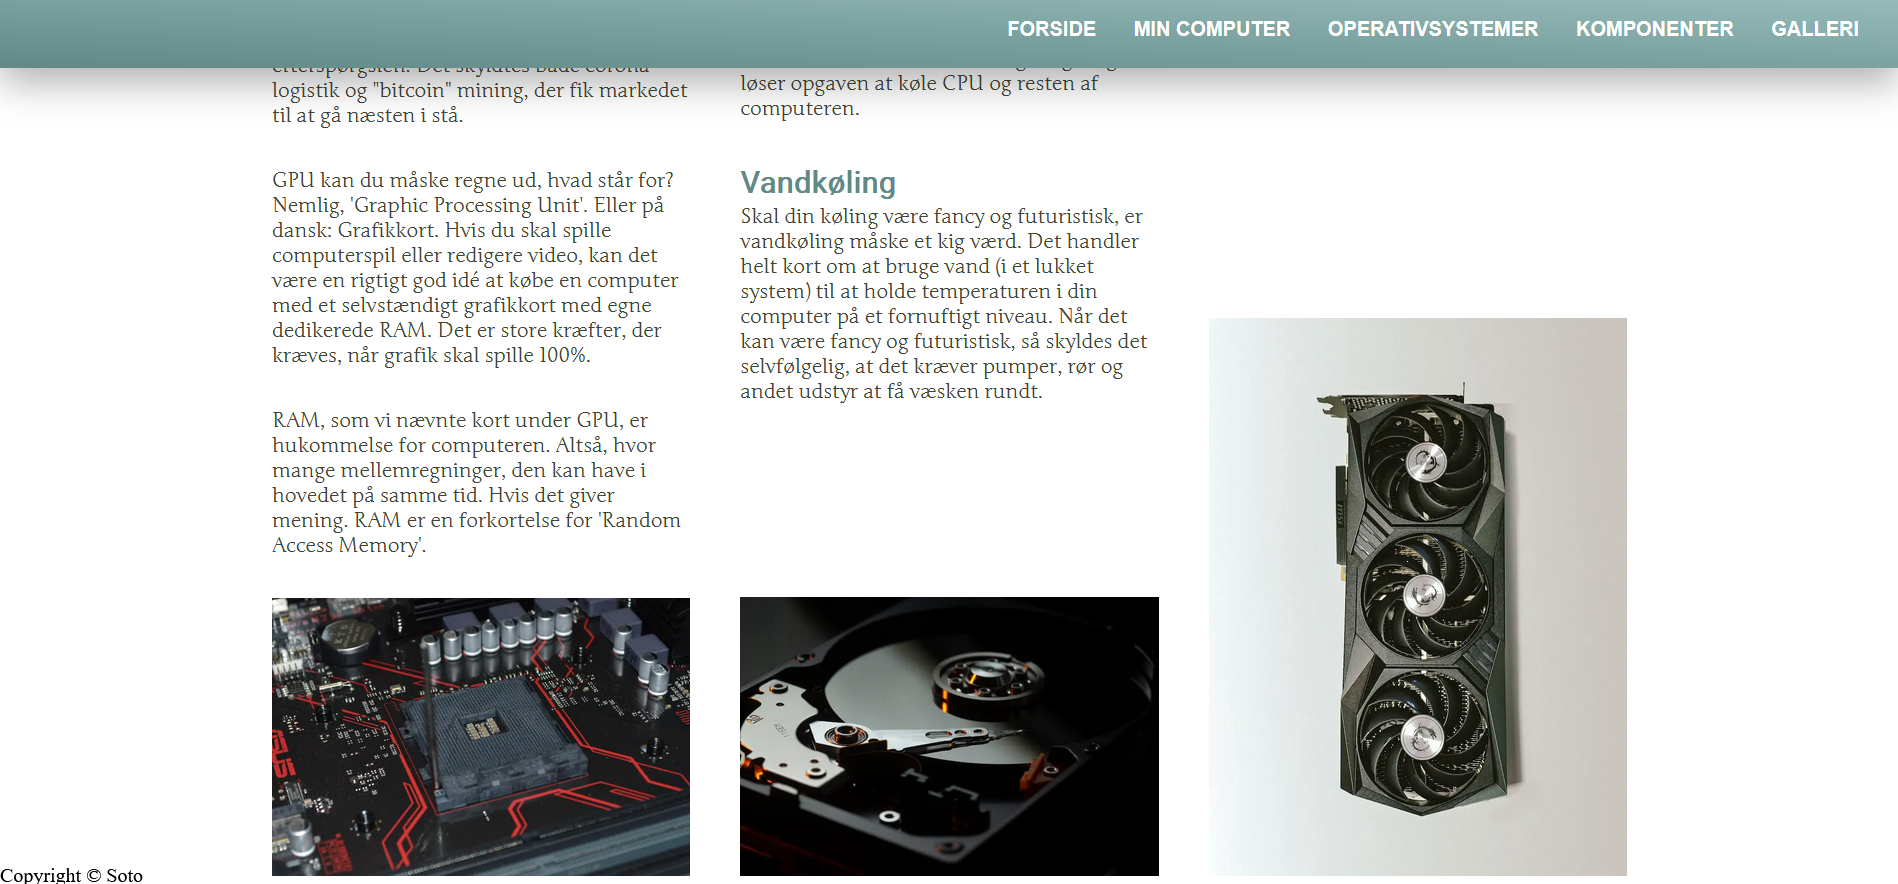 FORSIDE MIN COMPUTER OPERATIVSYSTEMER KOMPONENTER GALLERI
efterspørgslen. Det skyldtes både corona
logistik og "bitcoin" mining, der fik markedet
til at gå næsten i stå.
GPU kan du måske regne ud, hvad står for?
Nemlig, 'Graphic Processing Unit'. Eller på
dansk: Grafikkort. Hvis du skal spille
computerspil eller redigere video, kan det
være en rigtigt god idé at købe en computer
med et selvstændigt grafikkort med egne
dedikerede RAM. Det er store kræfter, der
kræves, når grafik skal spille 100%.
RAM, som vi nævnte kort under GPU, er
hukommelse for computeren. Altså, hvor
mange mellemregninger, den kan have i
hovedet på samme tid. Hvis det giver
mening. RAM er en forkortelse for 'Random
Access Memory'.
løser opgaven at køle CPU og resten af
computeren.
Vandkøling
Skal din køling være fancy og futuristisk, er
vandkøling måske et kig værd. Det handler
helt kort om at bruge vand (i et lukket
system) til at holde temperaturen i din
computer på et fornuftigt niveau. Når det
kan være fancy og futuristisk, så skyldes det
selvfølgelig, at det kræver pumper, rør og
andet udstyr at få væsken rundt.
msi
Copyright © Soto